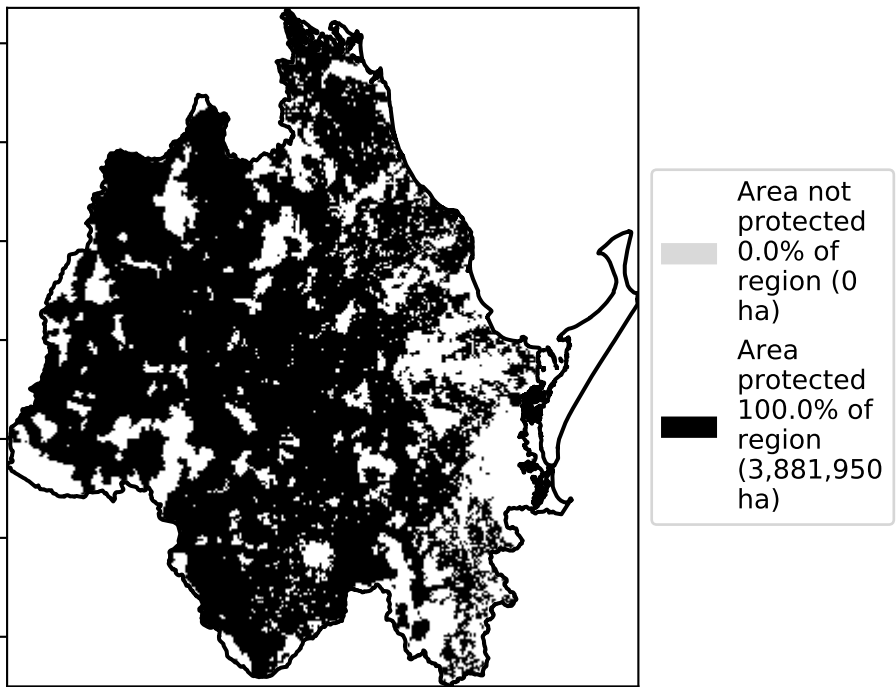 Area not
protected
0.0% of
region (0
ha)
Area
protected
100.0% of
region
(3,881,950
ha)